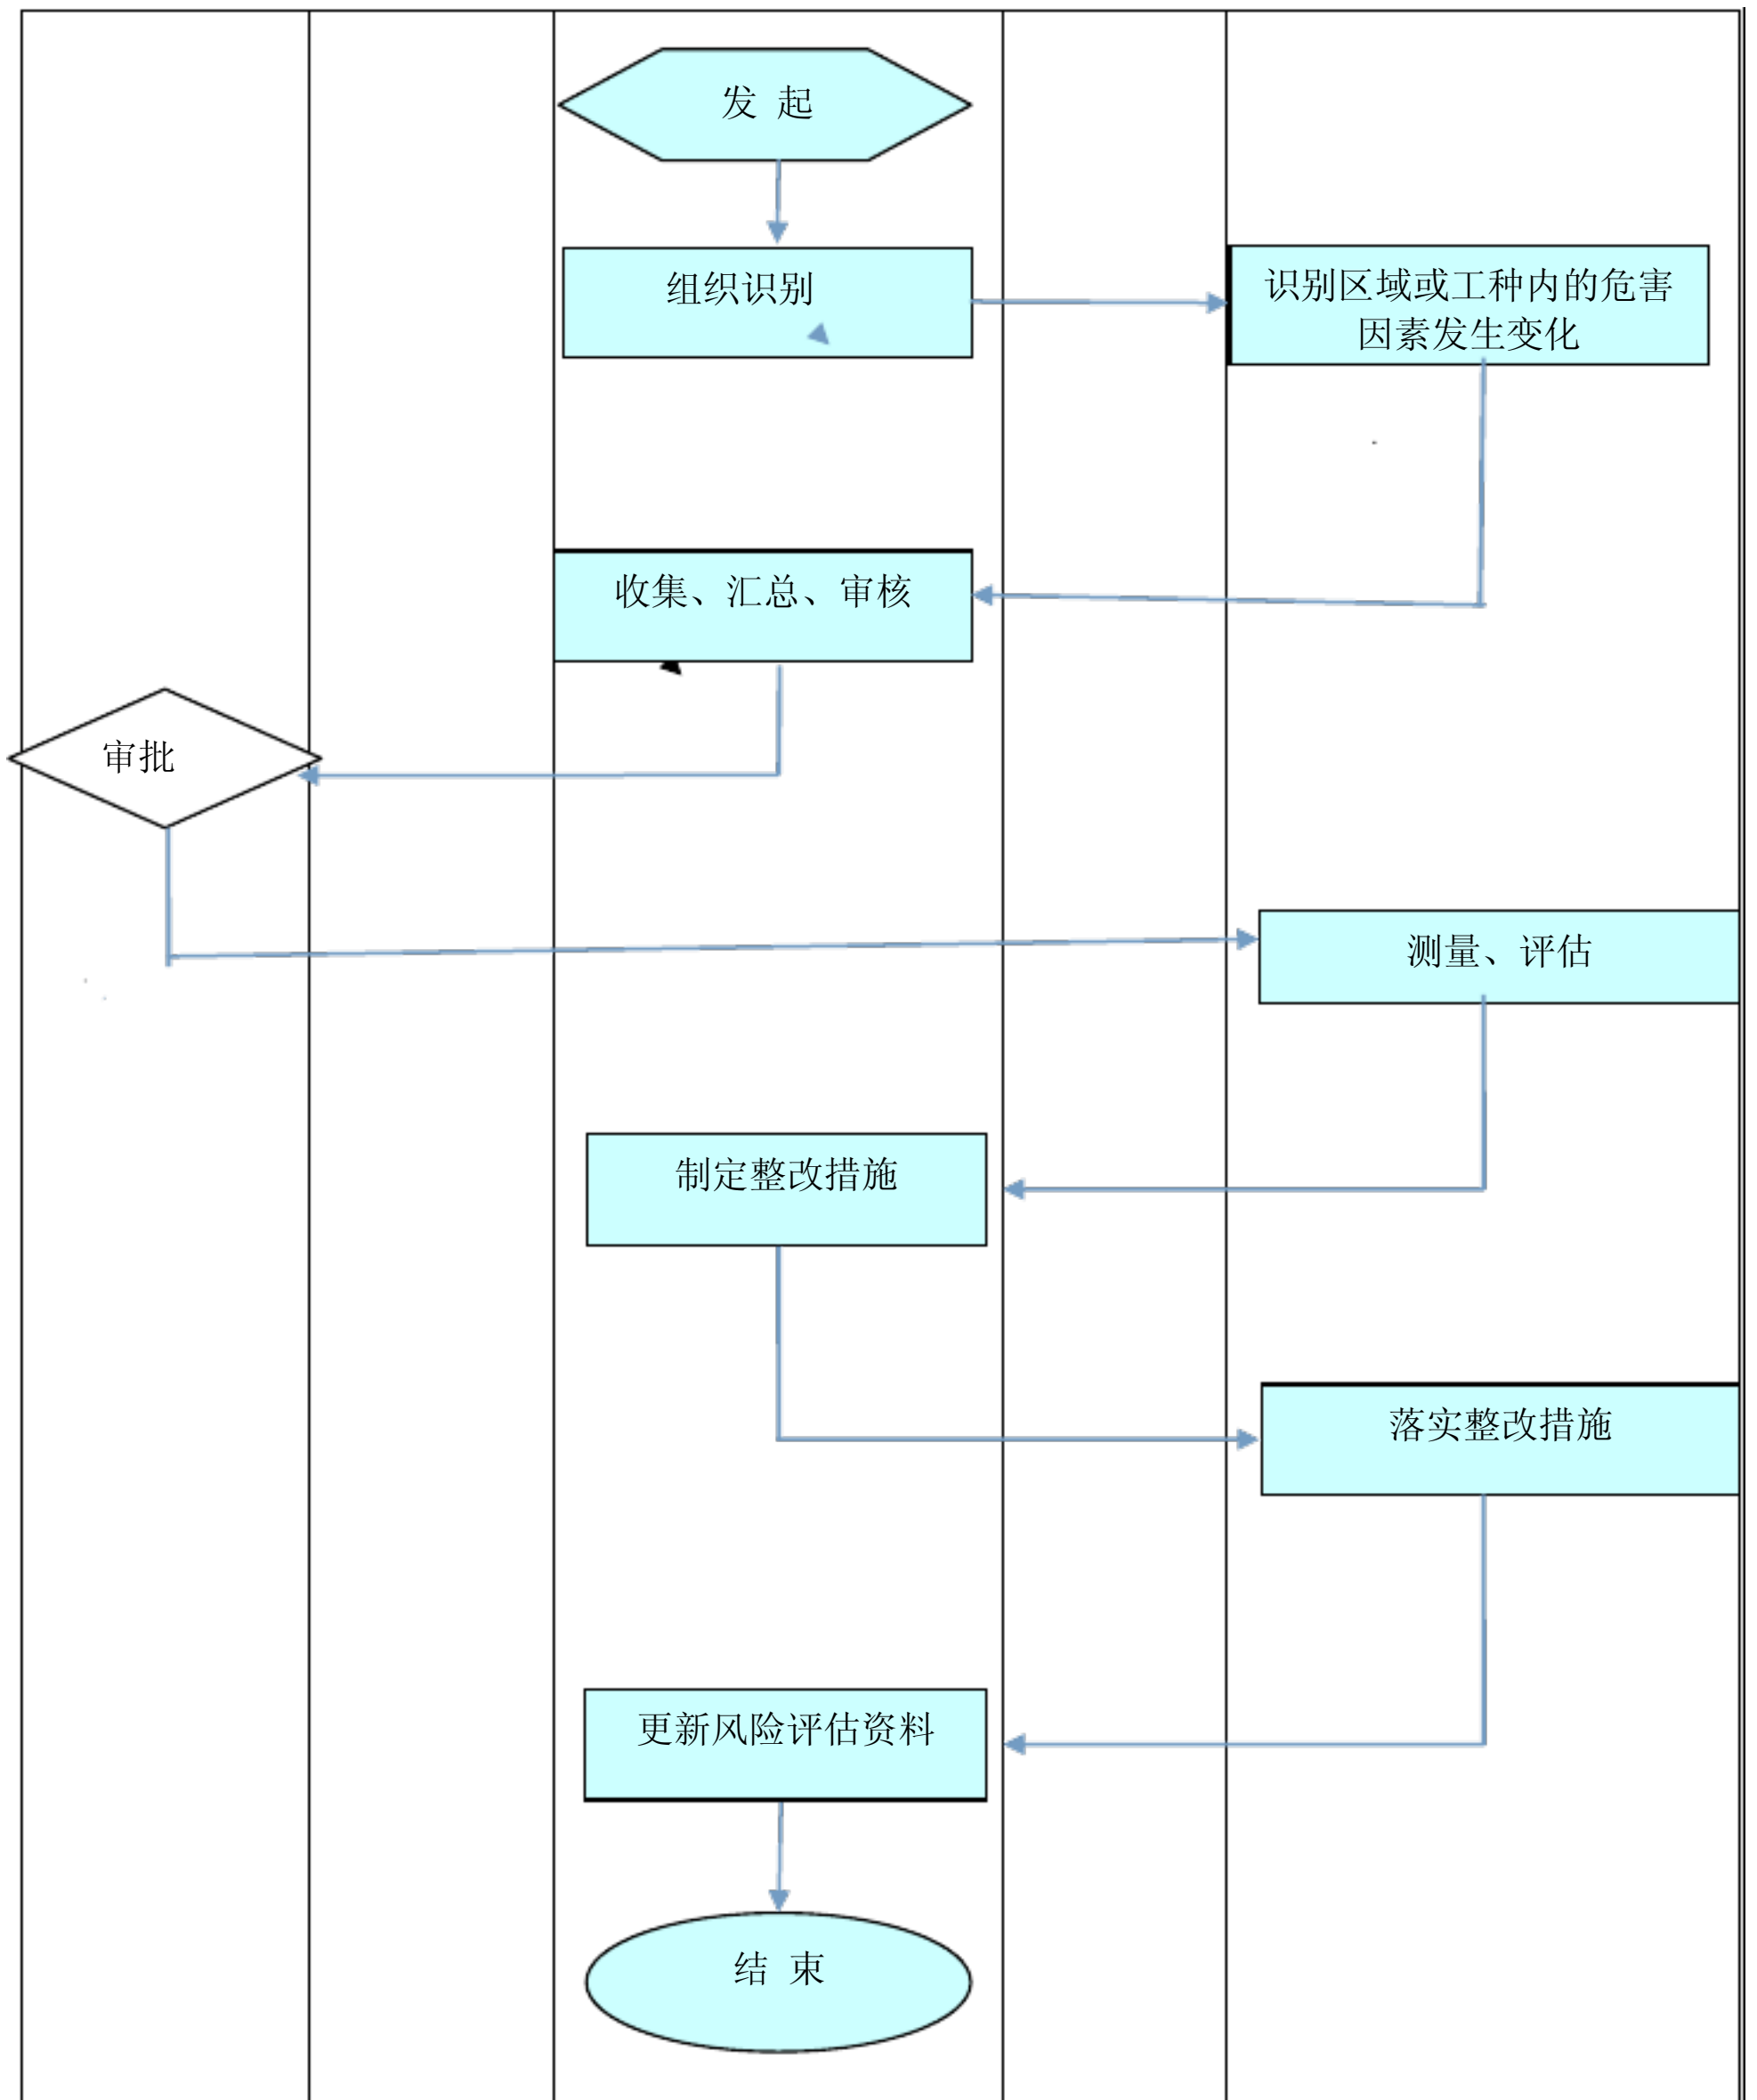 发 起
组织识别
识别区域或工种内的危害
因素发生变化
收集、汇总、审核
审批
测量、评估
制定整改措施
落实整改措施
更新风险评估资料
结 束